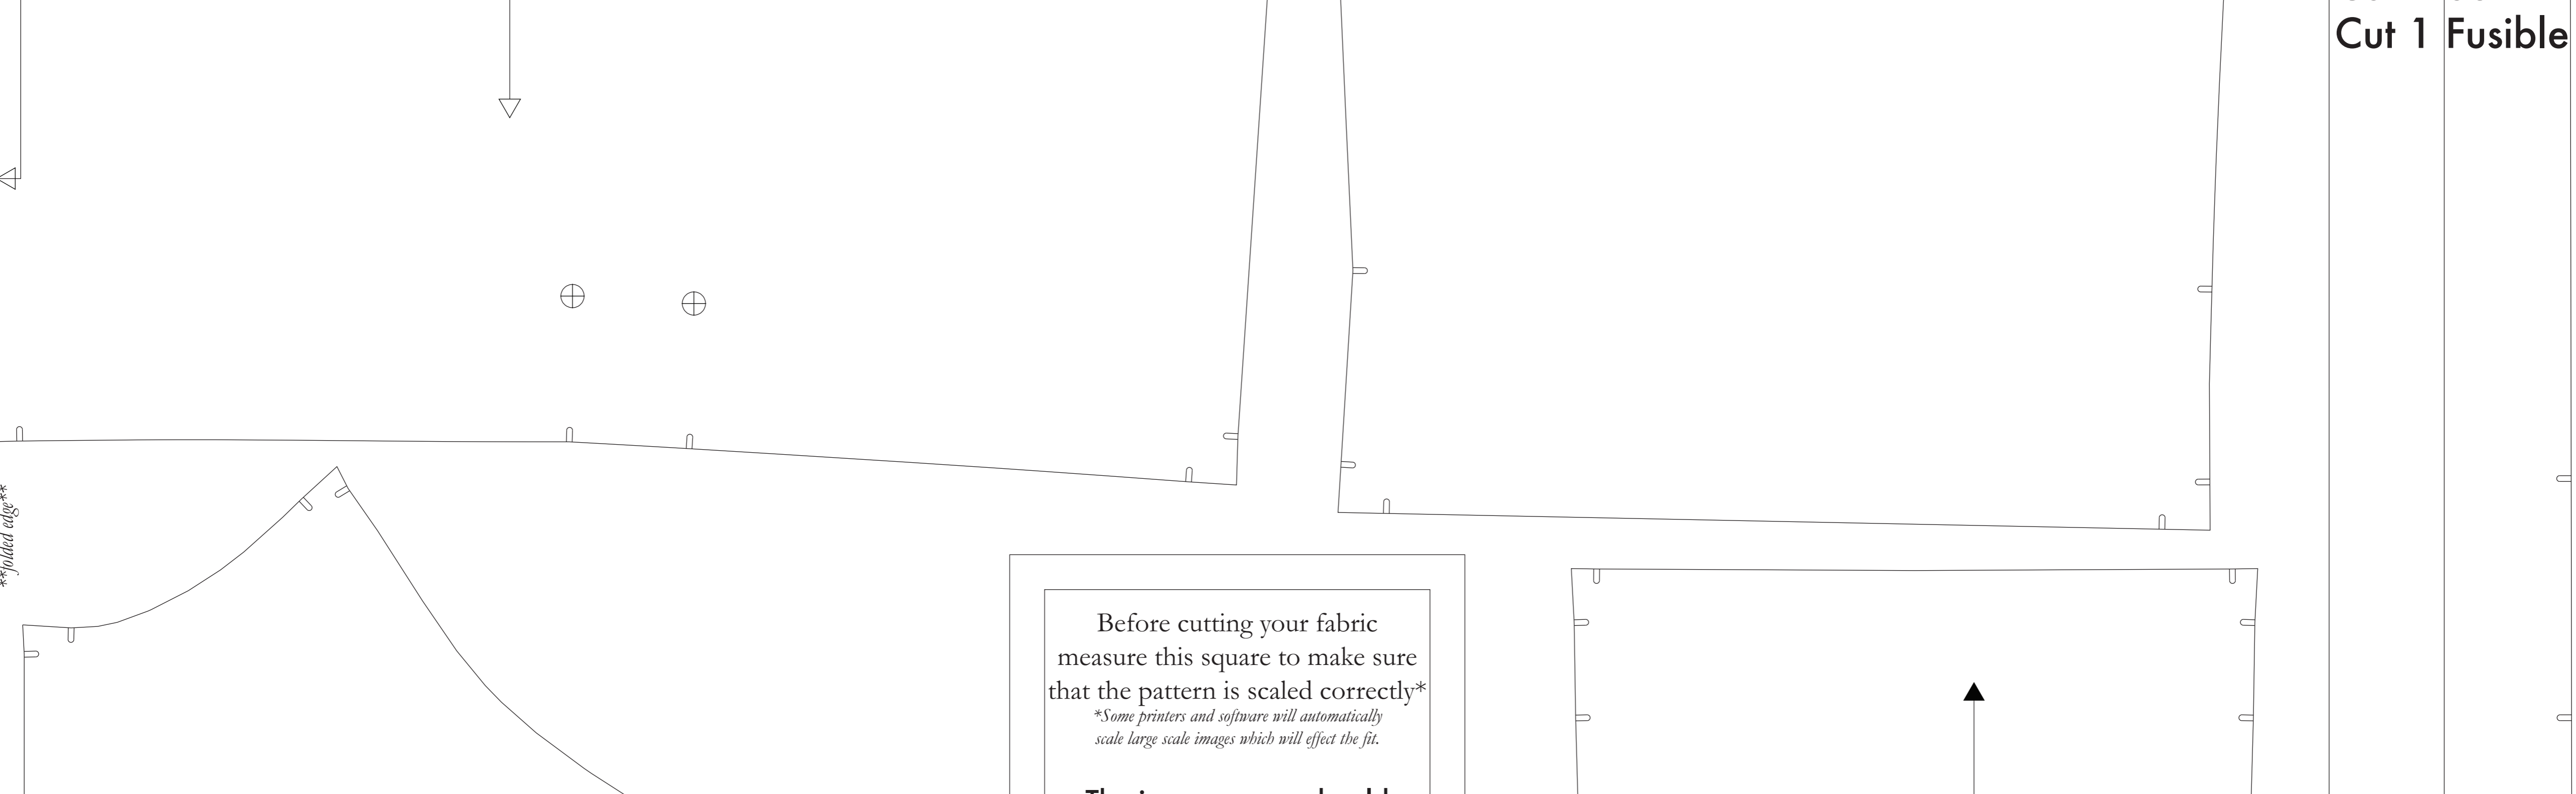 Cut 1 Fusible
**folded edge**
Before cutting your fabric
measure this square to make sure
that the pattern is scaled correctly*
*Some printers and software will automatically
scale large scale images which will effect the fit.